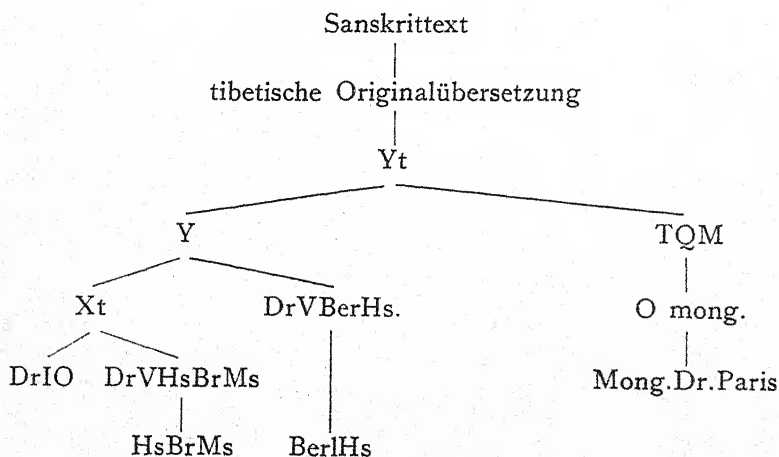 Sanskrittext
tibetische Originalübersetzung
Yt
Y TQM
Xt DrVBerHs. O mong.
DrIO DrVHsBrMs Mong.Dr.Paris
HsBrMs BerlHs